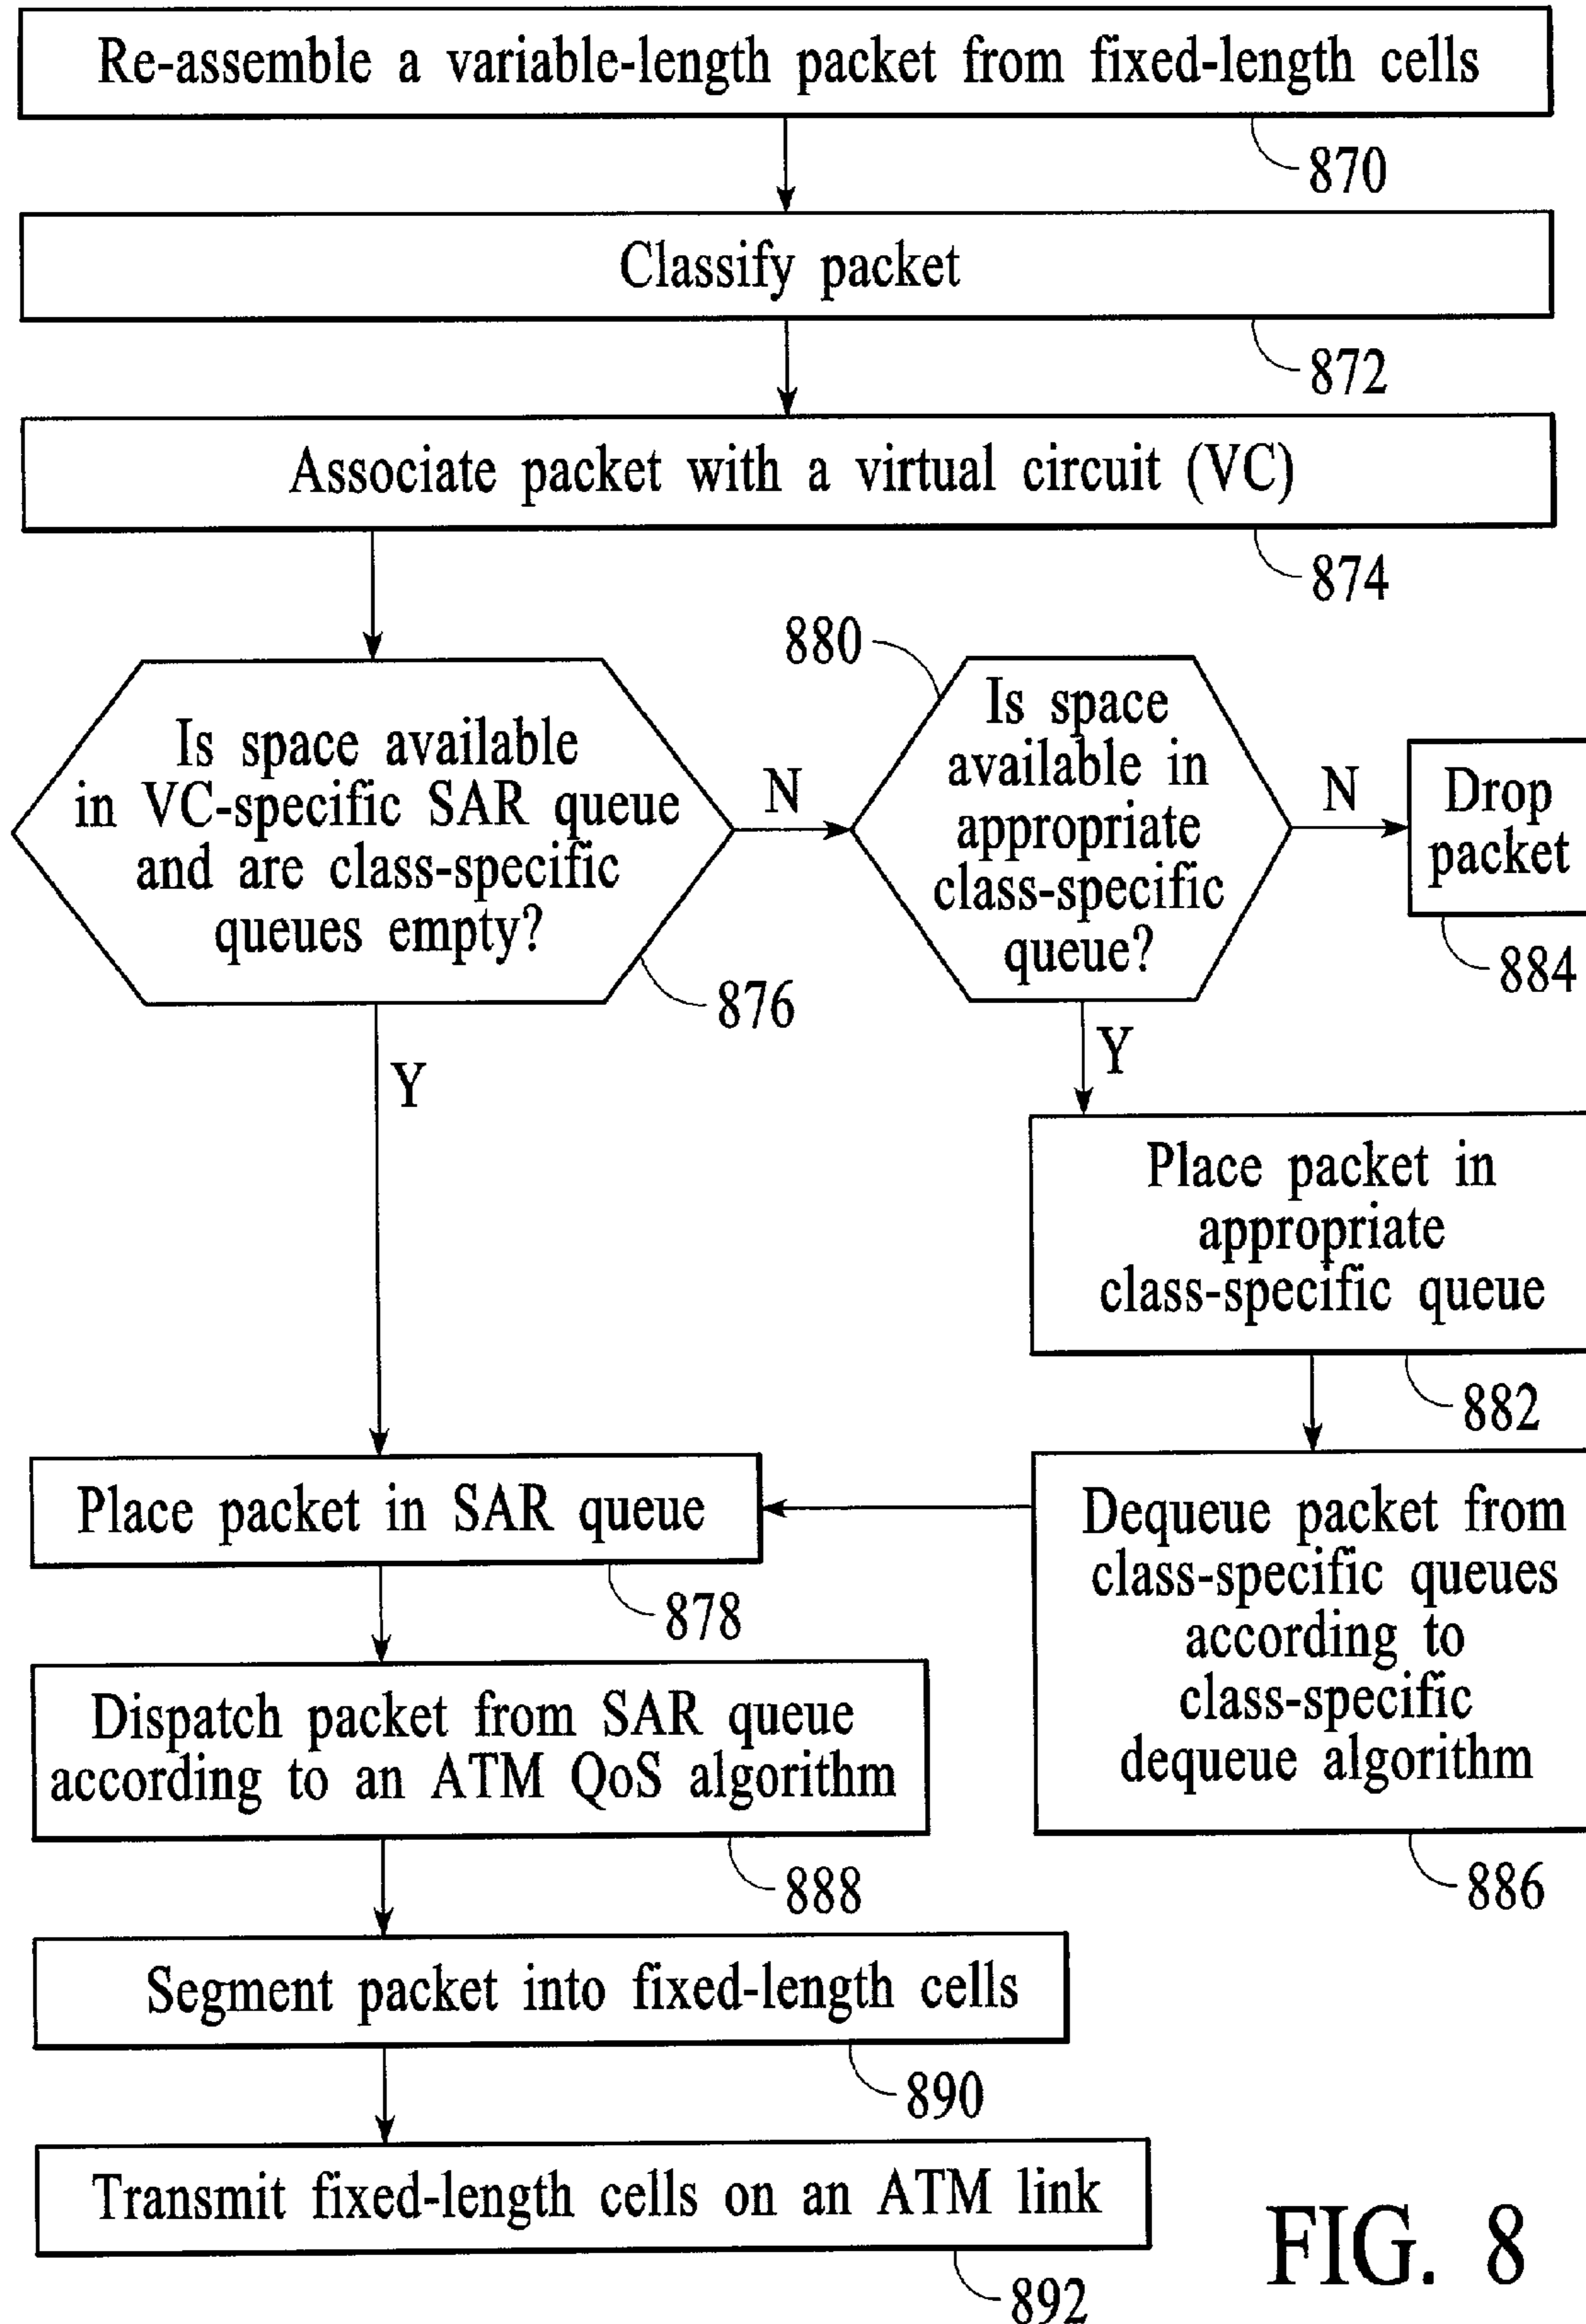 Re-assemble a variable-length packet from fixed-length cells
870
Classify packet
872
Associate packet with a virtual circuit (VC)
874
Is space available
in VC-specific SAR queue
and are class-specific
queues empty?
876
N
880
Is space
available in
appropriate
class-specific
queue?
N
Drop
packet
884
Y
Y
Place packet in
appropriate
class-specific queue
882
Place packet in SAR queue
878
Dequeue packet from
class-specific queues
according to
class-specific
dequeue algorithm
886
Dispatch packet from SAR queue
according to an ATM QoS algorithm
888
Segment packet into fixed-length cells
890
Transmit fixed-length cells on an ATM link
892
FIG. 8